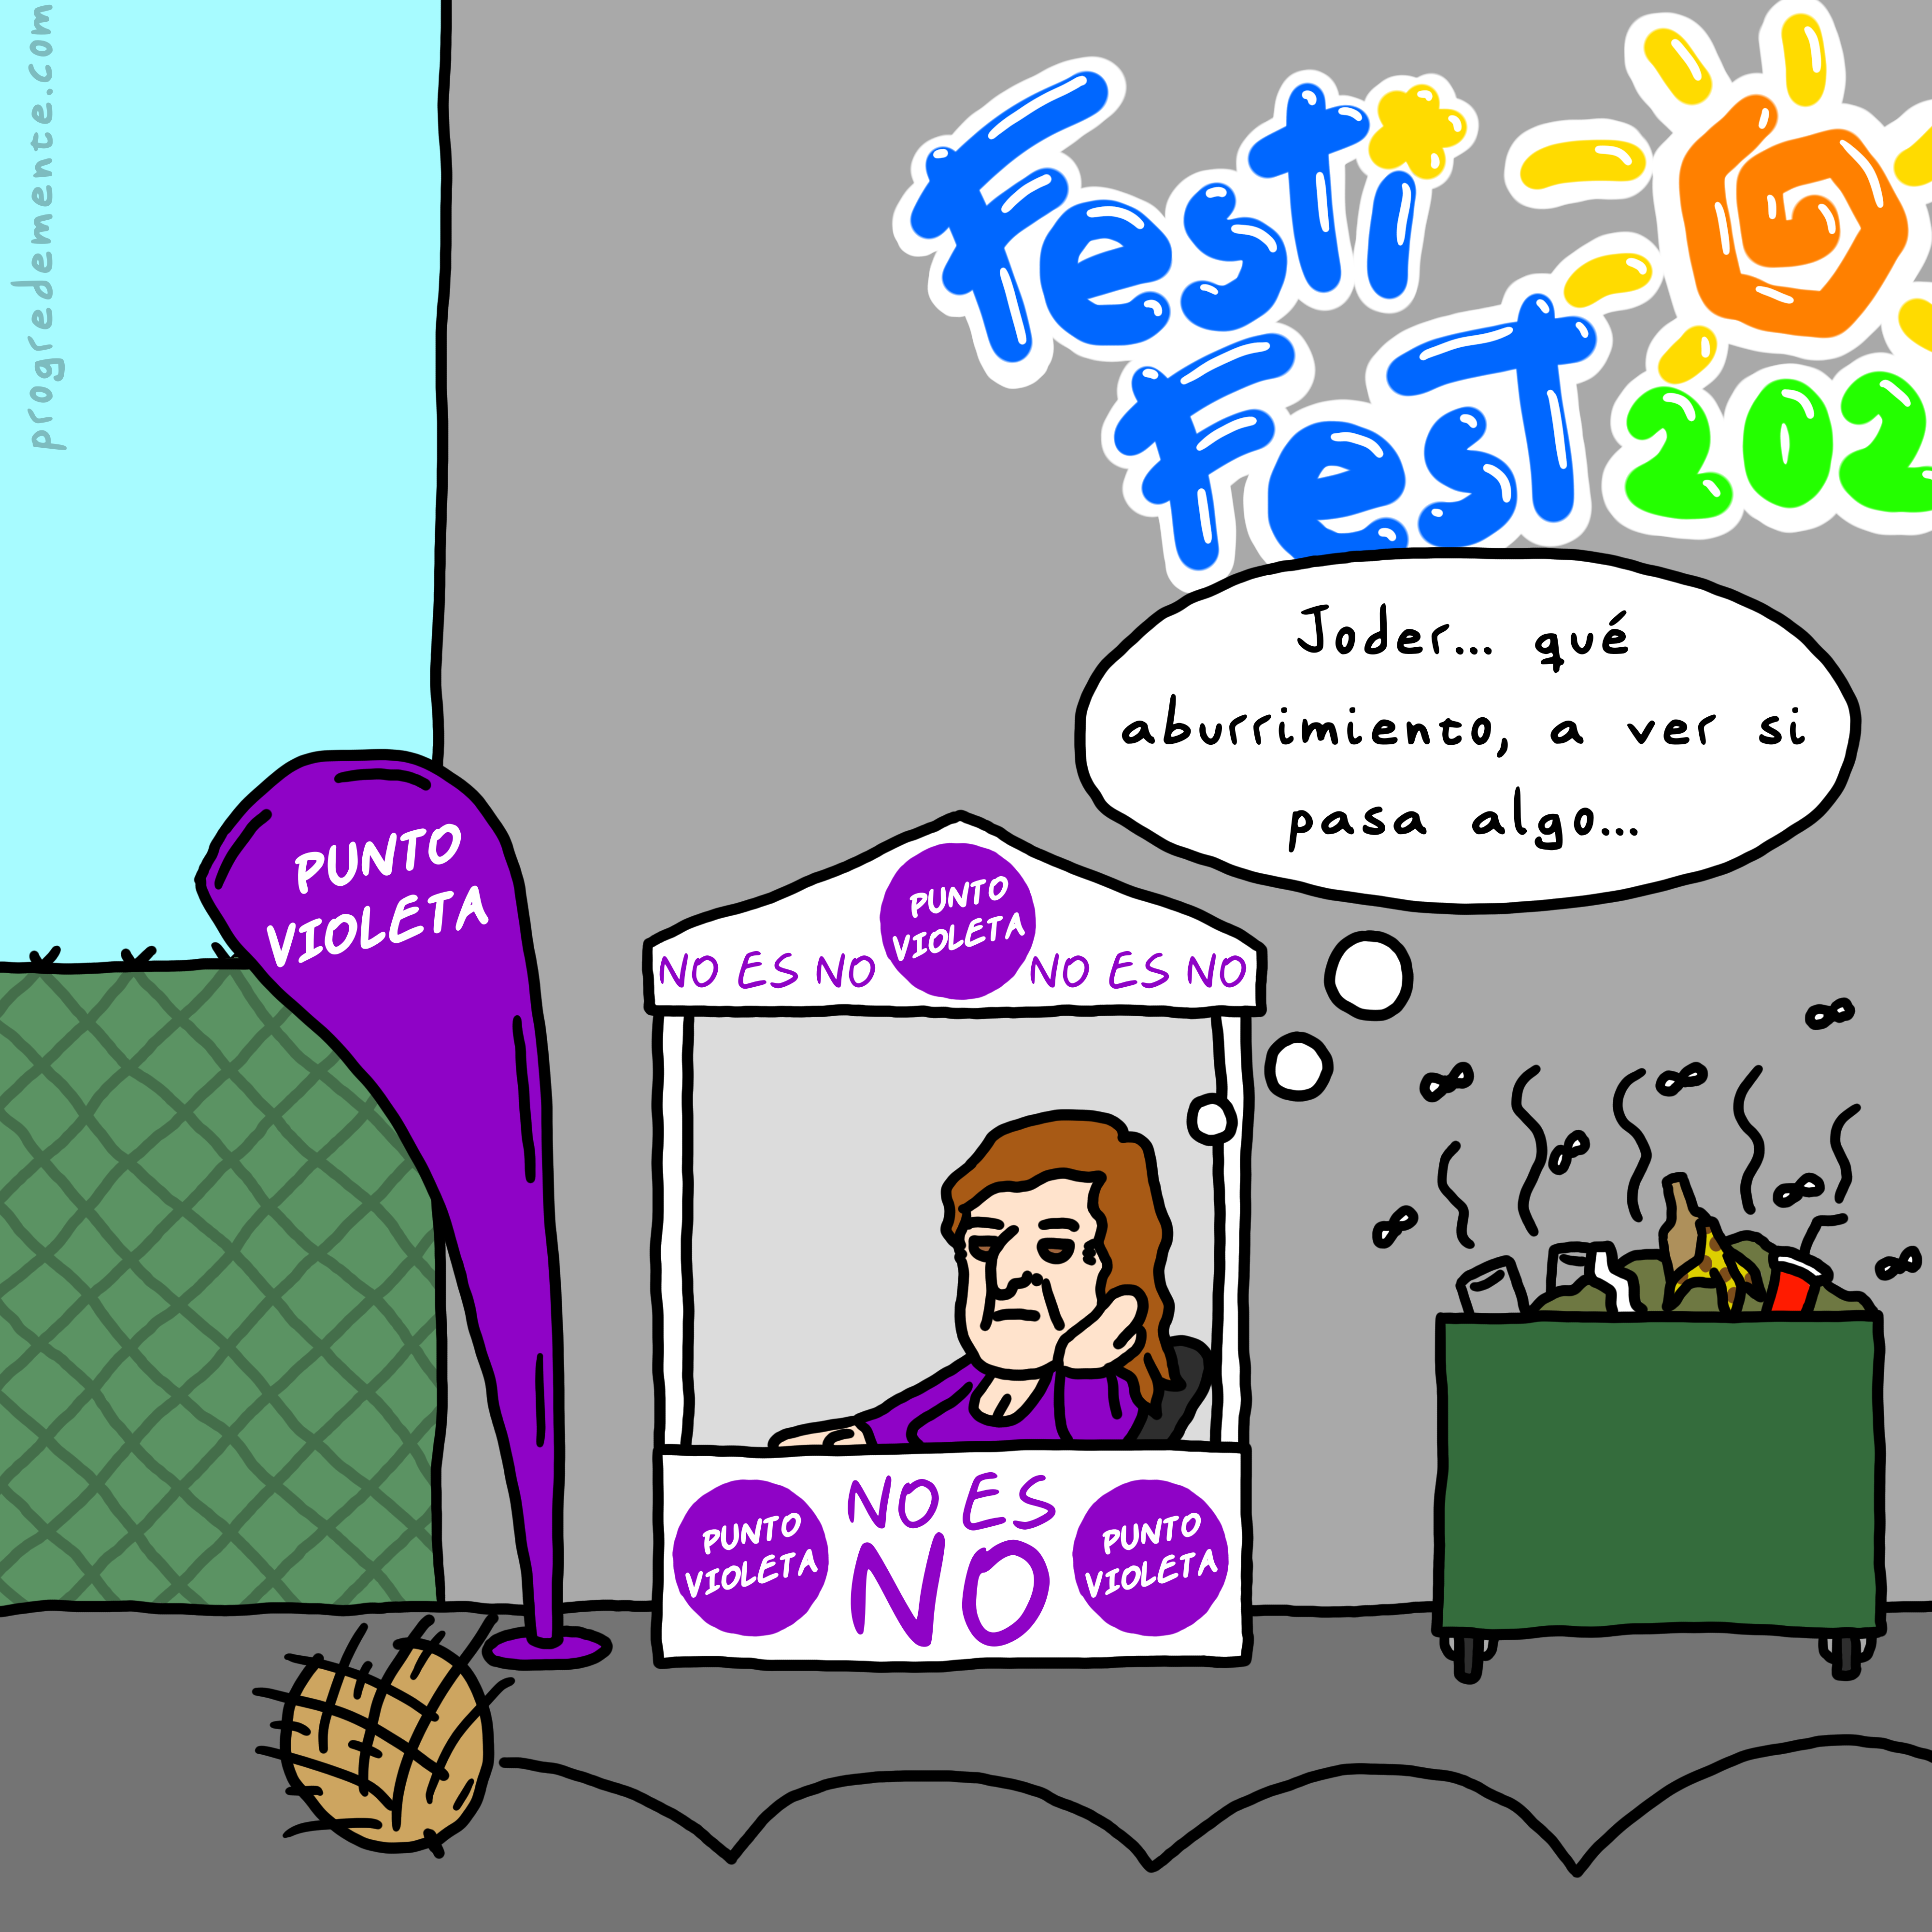 progredemente.com
Festi
Fest 202
Joder... qué
aburrimiento, a ver si
pasa algo...
PUNTO
VIOLETA
PUNTO
VIOLETA
NO ES NO
NO ES NO
PUNTO
VIOLETA
NO ES
NO
PUNTO
VIOLETA